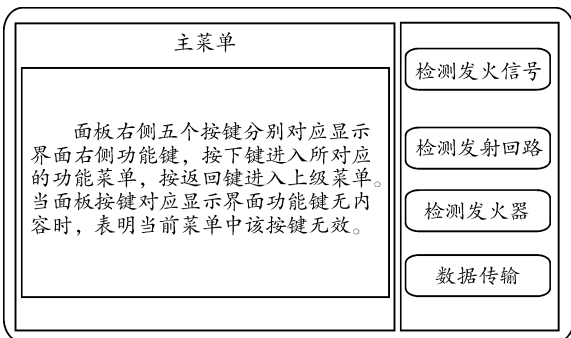 主菜单
面板右侧五个按键分别对应显示
界面右侧功能键，按下键进入所对应
的功能菜单，按返回键进入上级菜单。
当面板按键对应显示界面功能键无内
容时，表明当前菜单中该按键无效。
检测发火信号
检测发射回路
检测发火器
数据传输